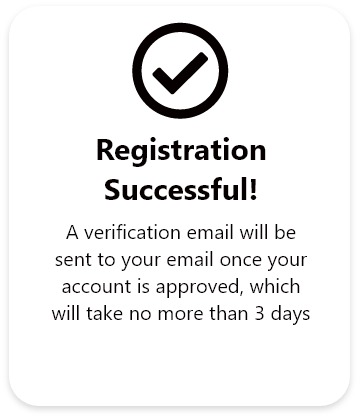 Registration
Successful!
A verification email will be
sent to your email once your
account is approved, which
will take no more than 3 days